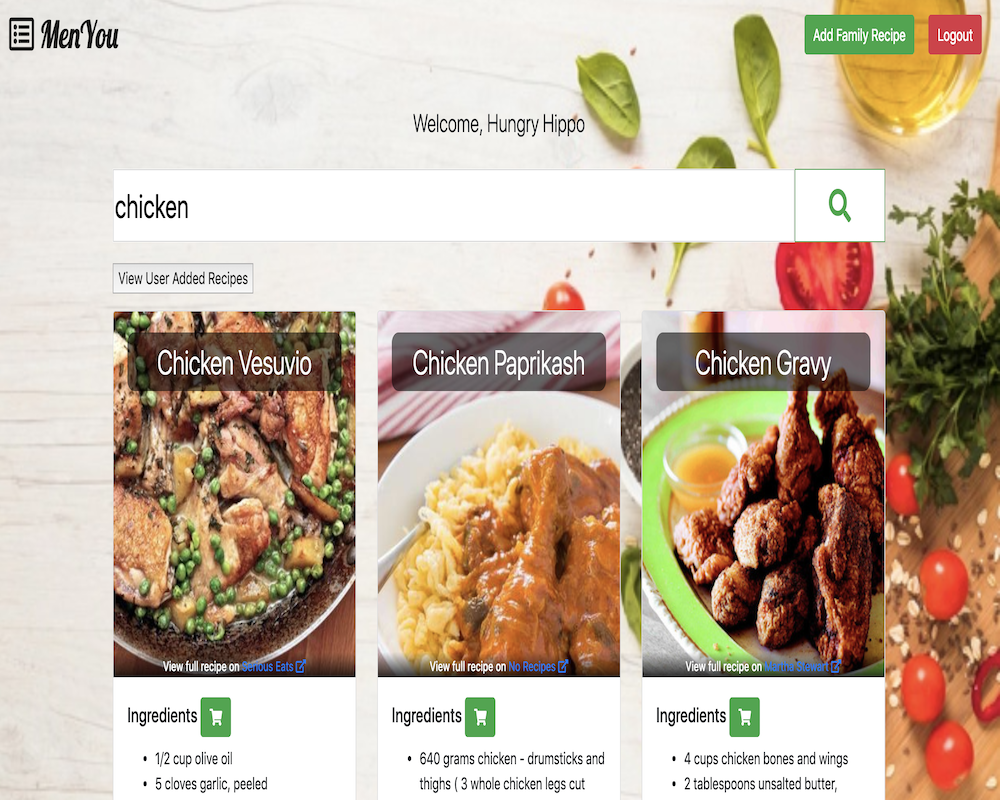 MenYou
Add Family Recipe
Logout
Welcome, Hungry Hippo
chicken
View User Added Recipes
Chicken Vesuvio
Chicken Paprikash
Chicken Gravy
View full recipe on Serious Eats
View full recipe on No Recipes
View full recipe on Martha Stewart
Ingredients
1/2 cup olive oil
5 cloves garlic, peeled
Ingredients
640 grams chicken - drumsticks and
thighs ( 3 whole chicken legs cut
Ingredients
4 cups chicken bones and wings
2 tablespoons unsalted butter,